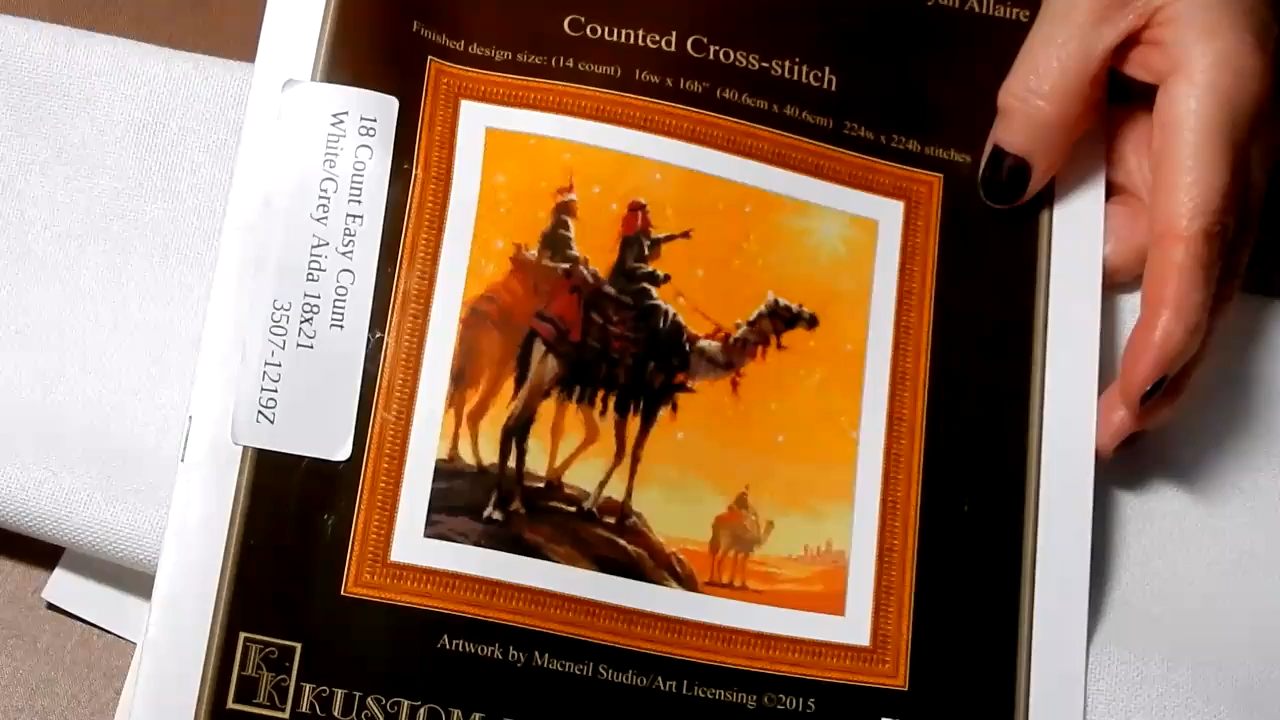 Allaire
Counted Cross-stitch
Finished design size: (14 count) 16w x 16h" (40.6cm x 40.6cm) 224w x 224h stitches
18 Count Easy Count
White/Grey Aida 18x21
3507-1219Z
Artwork by Macneil Studio/Art Licensing ©2015
KK KUSTOM